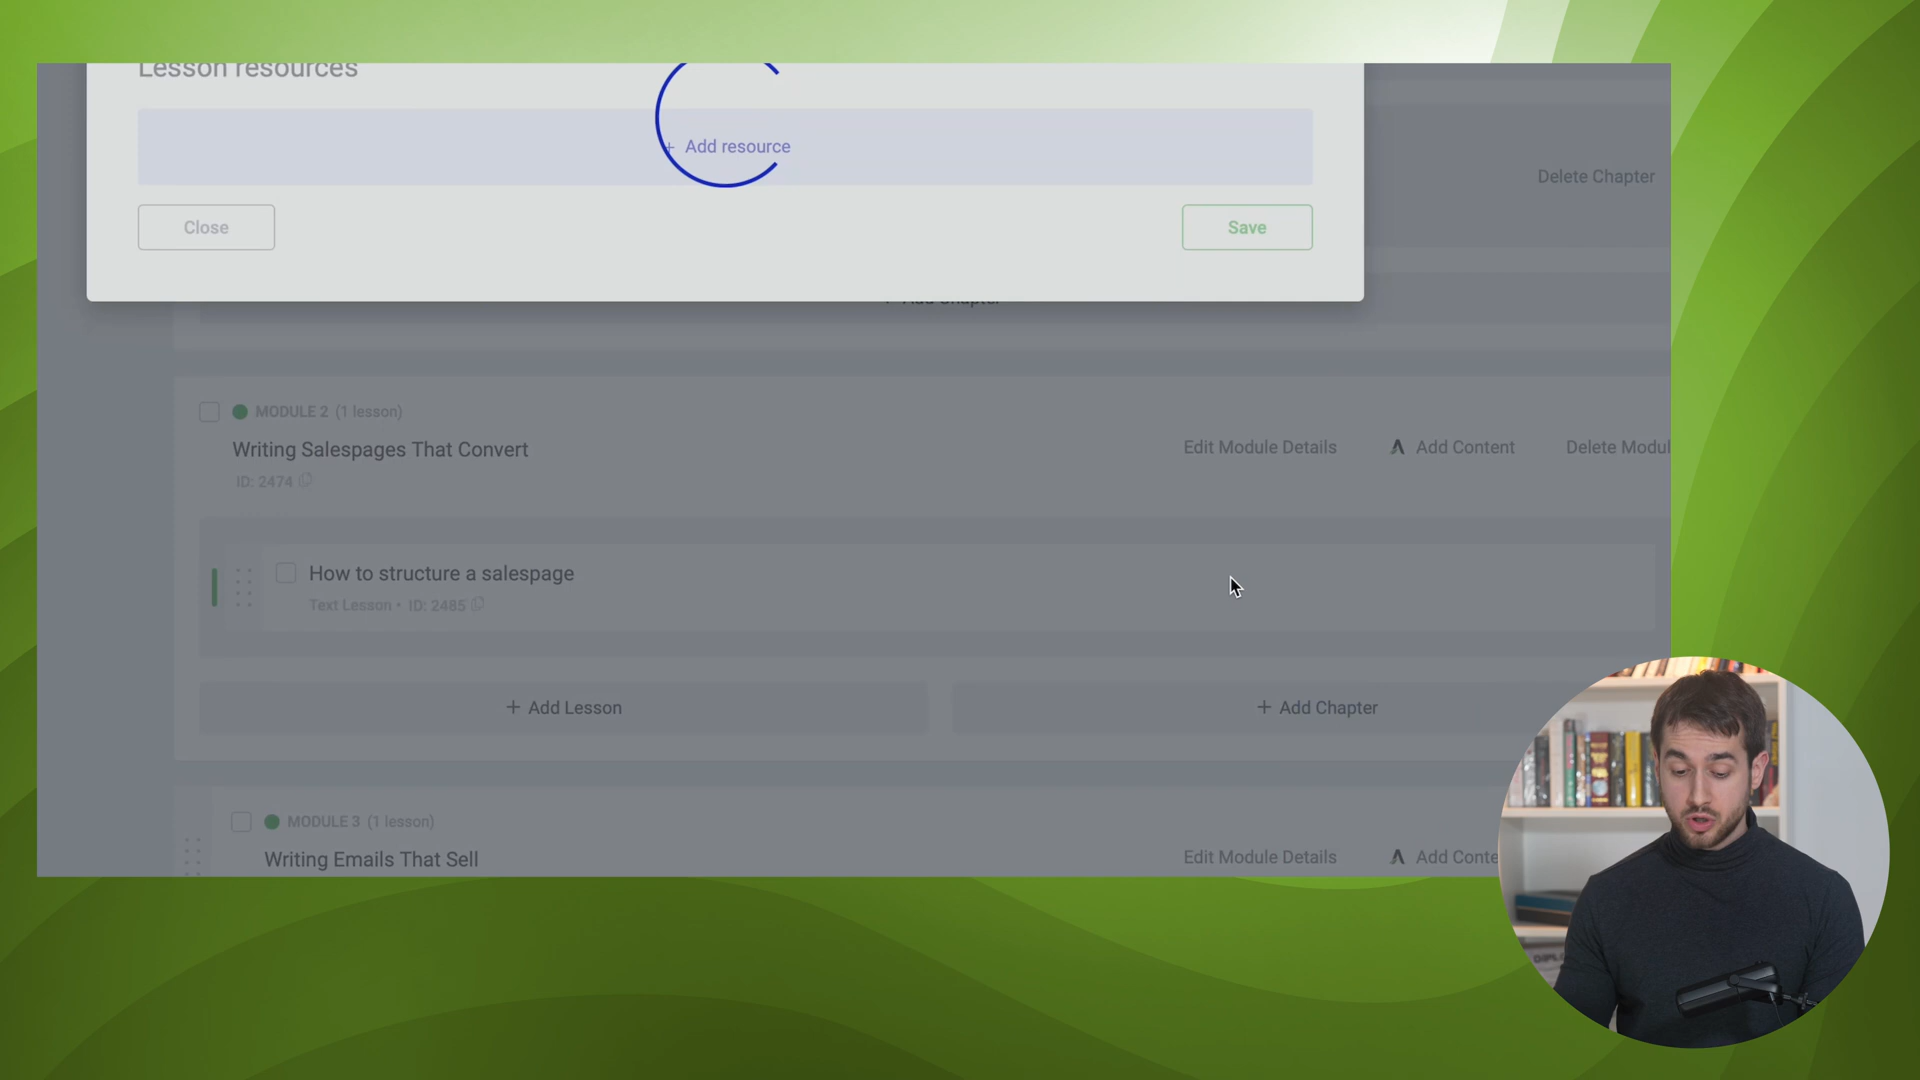 Lesson resources
+ Add resource
Close
Save
Delete Chapter
+ Add Chapter
MODULE 2 (1 lesson)
Writing Salespages That Convert
ID: 2474
Edit Module Details
Add Content
Delete Modul
How to structure a salespage
Text Lesson • ID: 2485
+ Add Lesson
+ Add Chapter
MODULE 3 (1 lesson)
Writing Emails That Sell
Edit Module Details
Add Conte